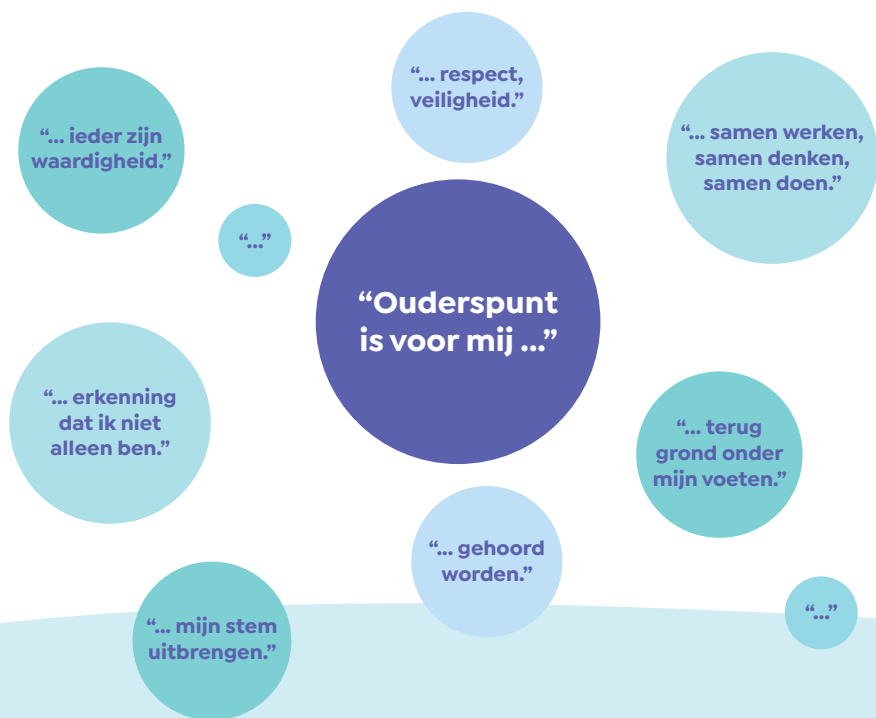 “... respect,
veiligheid.”
“... ieder zijn
waardigheid.”
“... samen werken,
samen denken,
samen doen.”
“...”
“Ouderspunt
is voor mij ...”
“... erkenning
dat ik niet
alleen ben.”
“... terug
grond onder
mijn voeten.”
“... gehoord
worden.”
“... mijn stem
uitbrengen.”
“...”